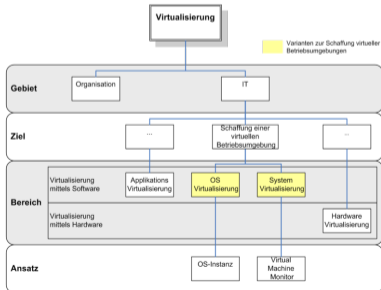 Virtualisierung
Varianten zur Schaffung virtueller
Betriebsumgebungen
Gebiet
Organisation
IT
Ziel
...
Schaffung einer
virtuellen
Betriebsumgebung
...
Bereich
Virtualisierung
mittels Software
Applikations
Virtualisierung
OS
Virtualisierung
System
Virtualisierung
Virtualisierung
mittels Hardware
Hardware
Virtualisierung
Ansatz
OS-Instanz
Virtual
Machine
Monitor